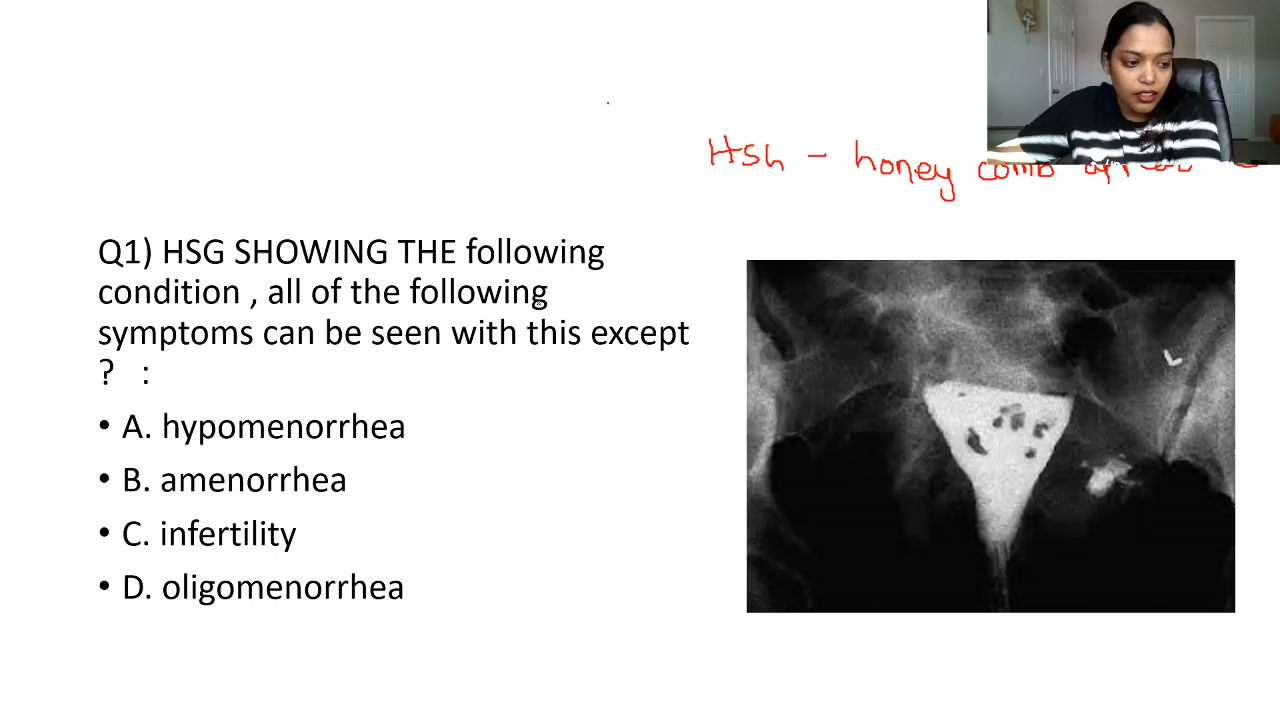 Hsh - honey comb
Q1) HSG SHOWING THE following
condition , all of the following
symptoms can be seen with this except
? :
• A. hypomenorrhea
• B. amenorrhea
• C. infertility
• D. oligomenorrhea